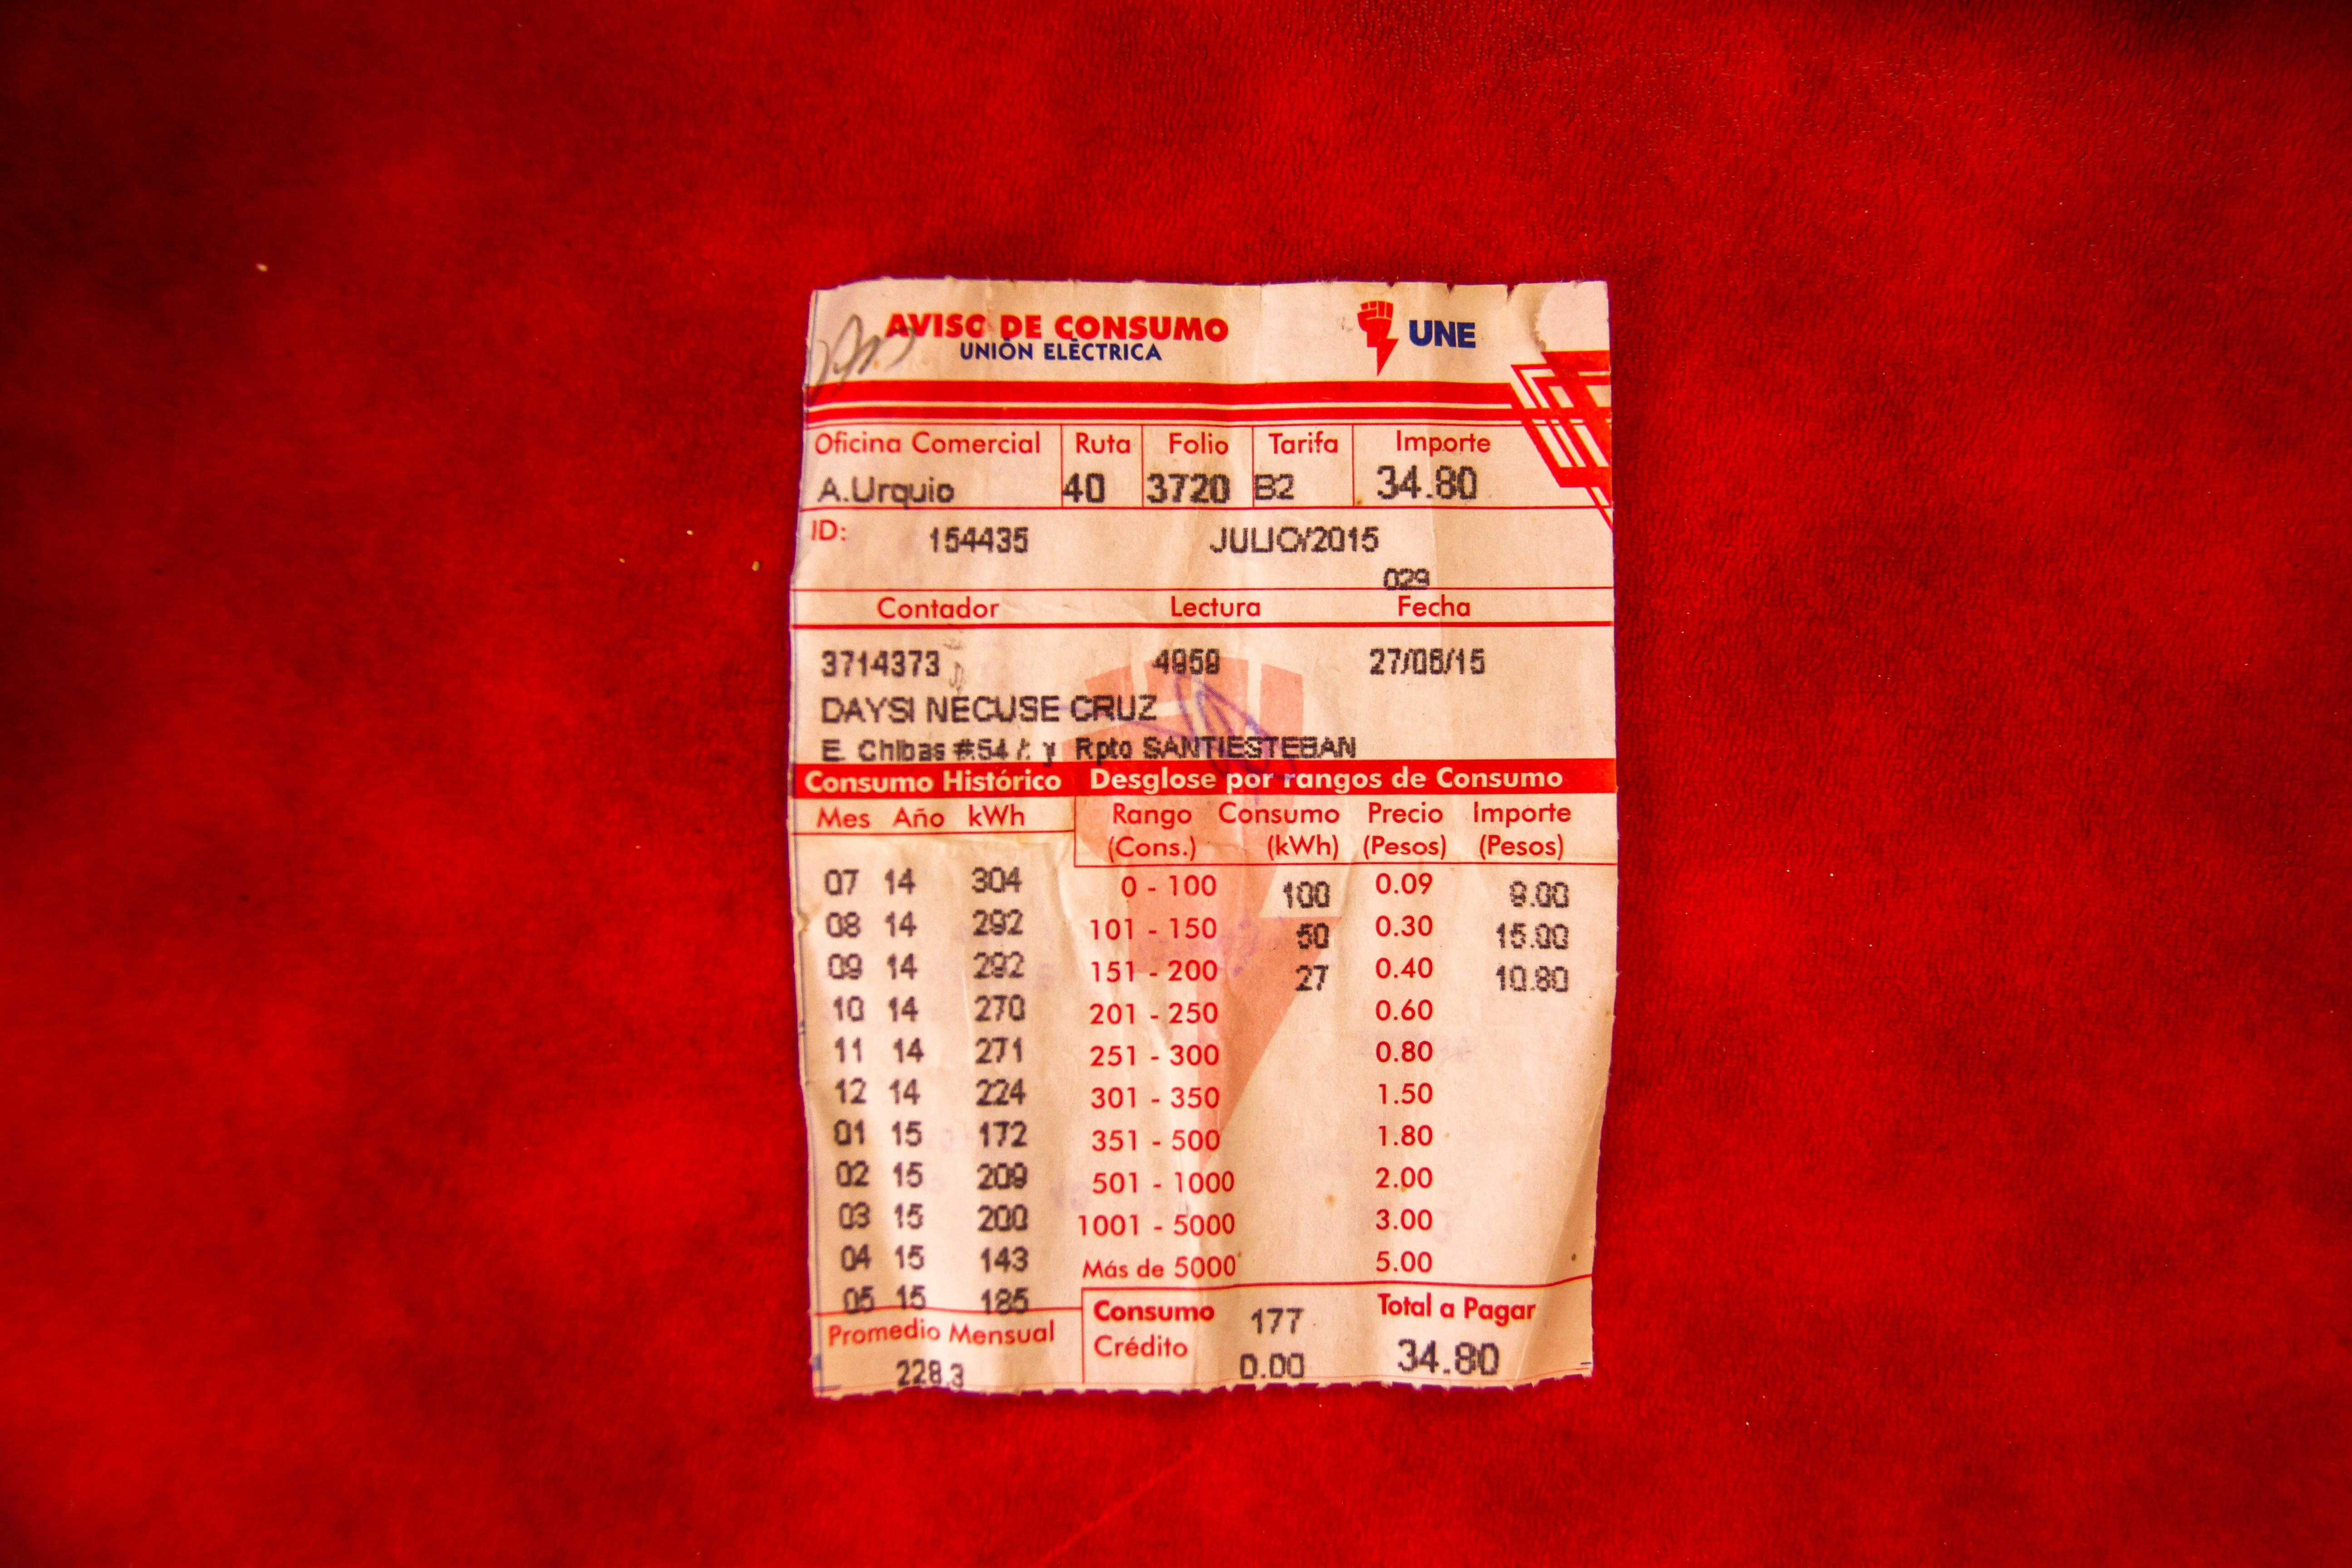 AVISO DE CONSUMO
UNIÓN ELÉCTRICA
UNE
Oficina Comercial Ruta Folio Tarifa Importe
A.Urquio 40 3720 B2 34.80
ID: 154435 JULIO/2015
029
Contador Lectura Fecha
3714373 4959 27/06/15
DAYSI NECUSE CRUZ
E. Chibas #54 / y Rpto SANTIESTEBAN
Consumo Histórico Desglose por rangos de Consumo
Mes Año kWh Rango Consumo Precio Importe
(Cons.) (kWh) (Pesos) (Pesos)
07 14 304 0 - 100 100 0.09 9.00
08 14 292 101 - 150 50 0.30 15.00
09 14 292 151 - 200 27 0.40 10.80
10 14 270 201 - 250 0.60
11 14 271 251 - 300 0.80
12 14 224 301 - 350 1.50
01 15 172 351 - 500 1.80
02 15 209 501 - 1000 2.00
03 15 200 1001 - 5000 3.00
04 15 143 Más de 5000 5.00
05 15 185 Consumo 177 Total a Pagar
Promedio Mensual Crédito 0.00 34.80
228.3